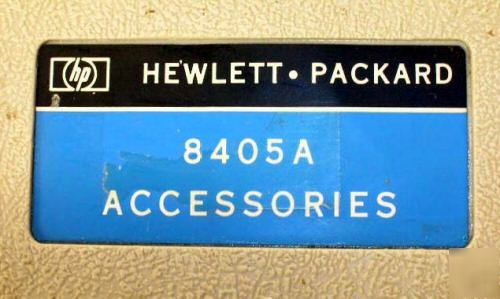 hp HEWLETT • PACKARD
8405A
ACCESSORIES